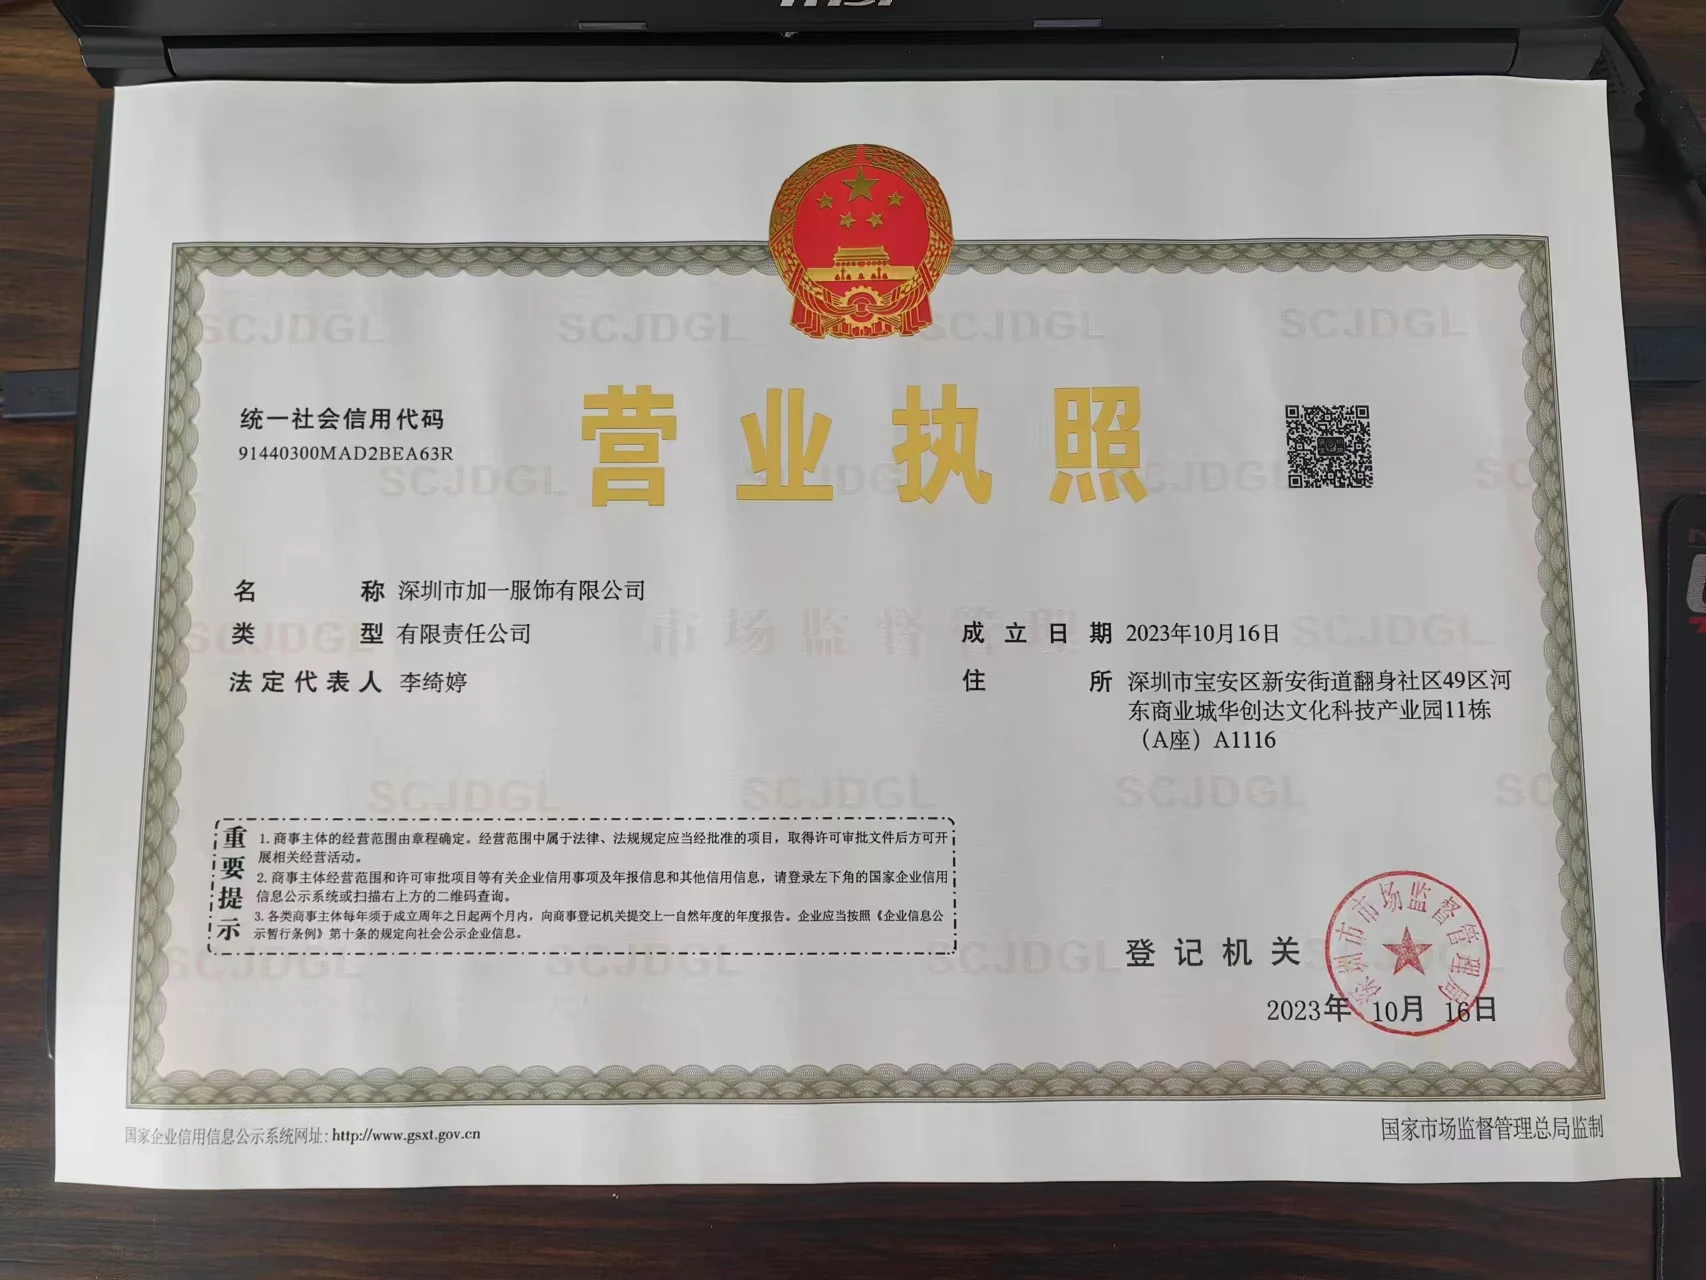 msi
营业执照
统一社会信用代码
91440300MAD2BEA63R
名称 深圳市加一服饰有限公司
类型 有限责任公司
法定代表人 李绮婷
成立日期 2023年10月16日
住所 深圳市宝安区新安街道翻身社区49区河
东商业城华创达文化科技产业园11栋
（A座）A1116
重要提示
1. 商事主体的经营范围由章程确定。经营范围中属于法律、法规规定应当经批准的项目，取得许可审批文件后方可开
展相关经营活动。
2. 商事主体经营范围和许可审批项目等有关企业信用事项及年报信息和其他信用信息，请登录左下角的国家企业信用
信息公示系统或扫描右上方的二维码查询。
3. 各类商事主体每年须于成立周年之日起两个月内，向商事登记机关提交上一自然年度的年度报告。企业应当按照《企业信息公
示暂行条例》第十条的规定向社会公示企业信息。
登记机关
深圳市市场监督管理局
2023年 10月 16日
国家企业信用信息公示系统网址：http://www.gsxt.gov.cn
国家市场监督管理总局监制
SCJDGL
市场监督管理